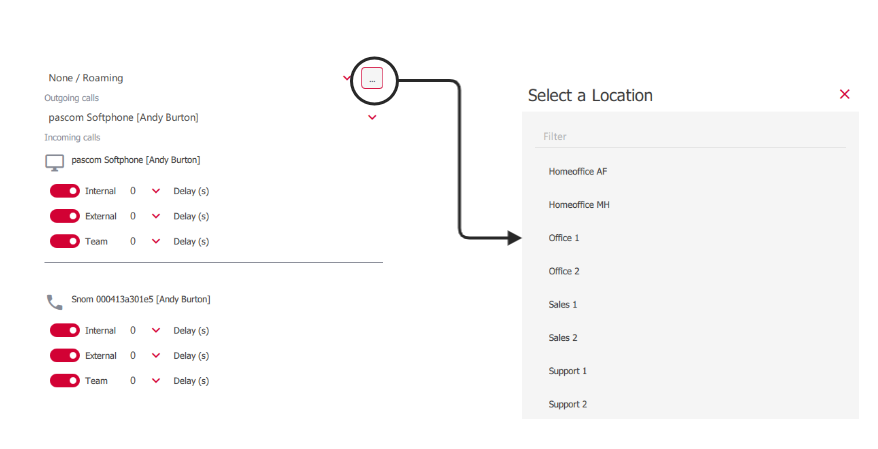 None / Roaming
...
Outgoing calls
pascom Softphone [Andy Burton]
Incoming calls
pascom Softphone [Andy Burton]
Internal 0 Delay (s)
External 0 Delay (s)
Team 0 Delay (s)
Snom 000413a301e5 [Andy Burton]
Internal 0 Delay (s)
External 0 Delay (s)
Team 0 Delay (s)
Select a Location
Filter
Homeoffice AF
Homeoffice MH
Office 1
Office 2
Sales 1
Sales 2
Support 1
Support 2